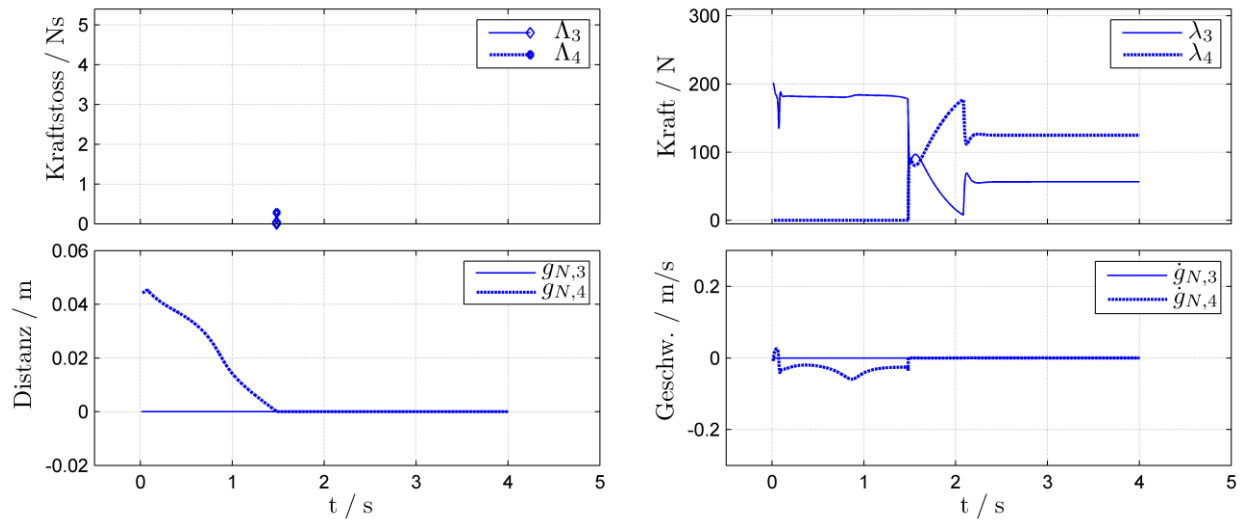 Kraftstoss / Ns
5
4
3
2
1
0
Λ3
Λ4
Kraft / N
300
200
100
0
λ3
λ4
Distanz / m
0.06
0.04
0.02
0
-0.02
gN,3
gN,4
0 1 2 3 4 5
t / s
Geschw. / m/s
0.2
0
-0.2
ġN,3
ġN,4
0 1 2 3 4 5
t / s